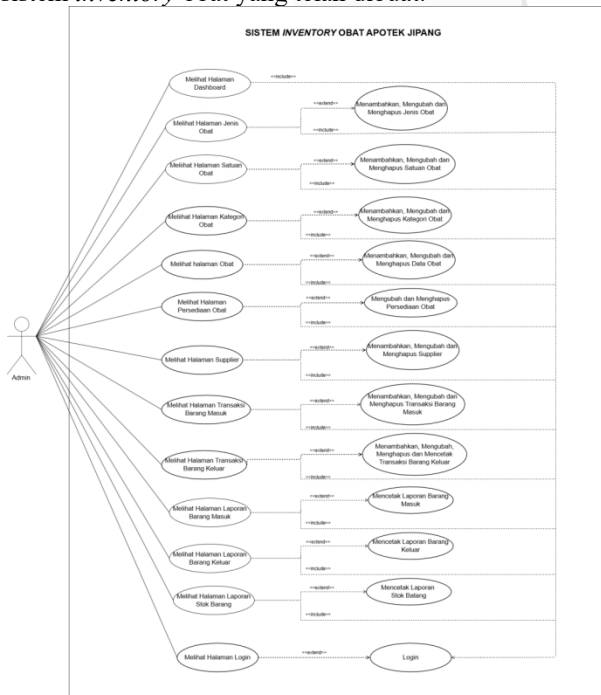 sistem inventory obat yang telah dibuat.
SISTEM INVENTORY OBAT APOTEK JIPANG
Melihat Halaman
Dashboard
<<include>>
Melihat Halaman Jenis
Obat
<<extend>>
Menambahkan, Mengubah dan
Menghapus Jenis Obat
<<include>>
Melihat Halaman Satuan
Obat
<<extend>>
Menambahkan, Mengubah dan
Menghapus Satuan Obat
<<include>>
Melihat Halaman Kategori
Obat
<<extend>>
Menambahkan, Mengubah dan
Menghapus Kategori Obat
<<include>>
Melihat halaman Obat
<<extend>>
Menambahkan, Mengubah dan
Menghapus Data Obat
<<include>>
Melihat Halaman
Persediaan Obat
<<extend>>
Mengubah dan Menghapus
Persediaan Obat
<<include>>
Admin
Melihat Halaman Supplier
<<extend>>
Menambahkan, Mengubah dan
Menghapus Supplier
<<include>>
Melihat Halaman Transaksi
Barang Masuk
<<extend>>
Menambahkan, Mengubah dan
Menghapus Transaksi Barang
Masuk
<<include>>
Melihat Halaman Transaksi
Barang Keluar
<<extend>>
Menambahkan, Mengubah,
Menghapus dan Mencetak
Transaksi Barang Keluar
<<include>>
Melihat Halaman Laporan
Barang Masuk
<<extend>>
Mencetak Laporan Barang
Masuk
<<include>>
Melihat Halaman Laporan
Barang Keluar
<<extend>>
Mencetak Laporan Barang
Keluar
<<include>>
Melihat Halaman Laporan
Stok Barang
<<extend>>
Mencetak Laporan
Stok Batang
<<include>>
Melihat Halaman Login
<<extend>>
Login